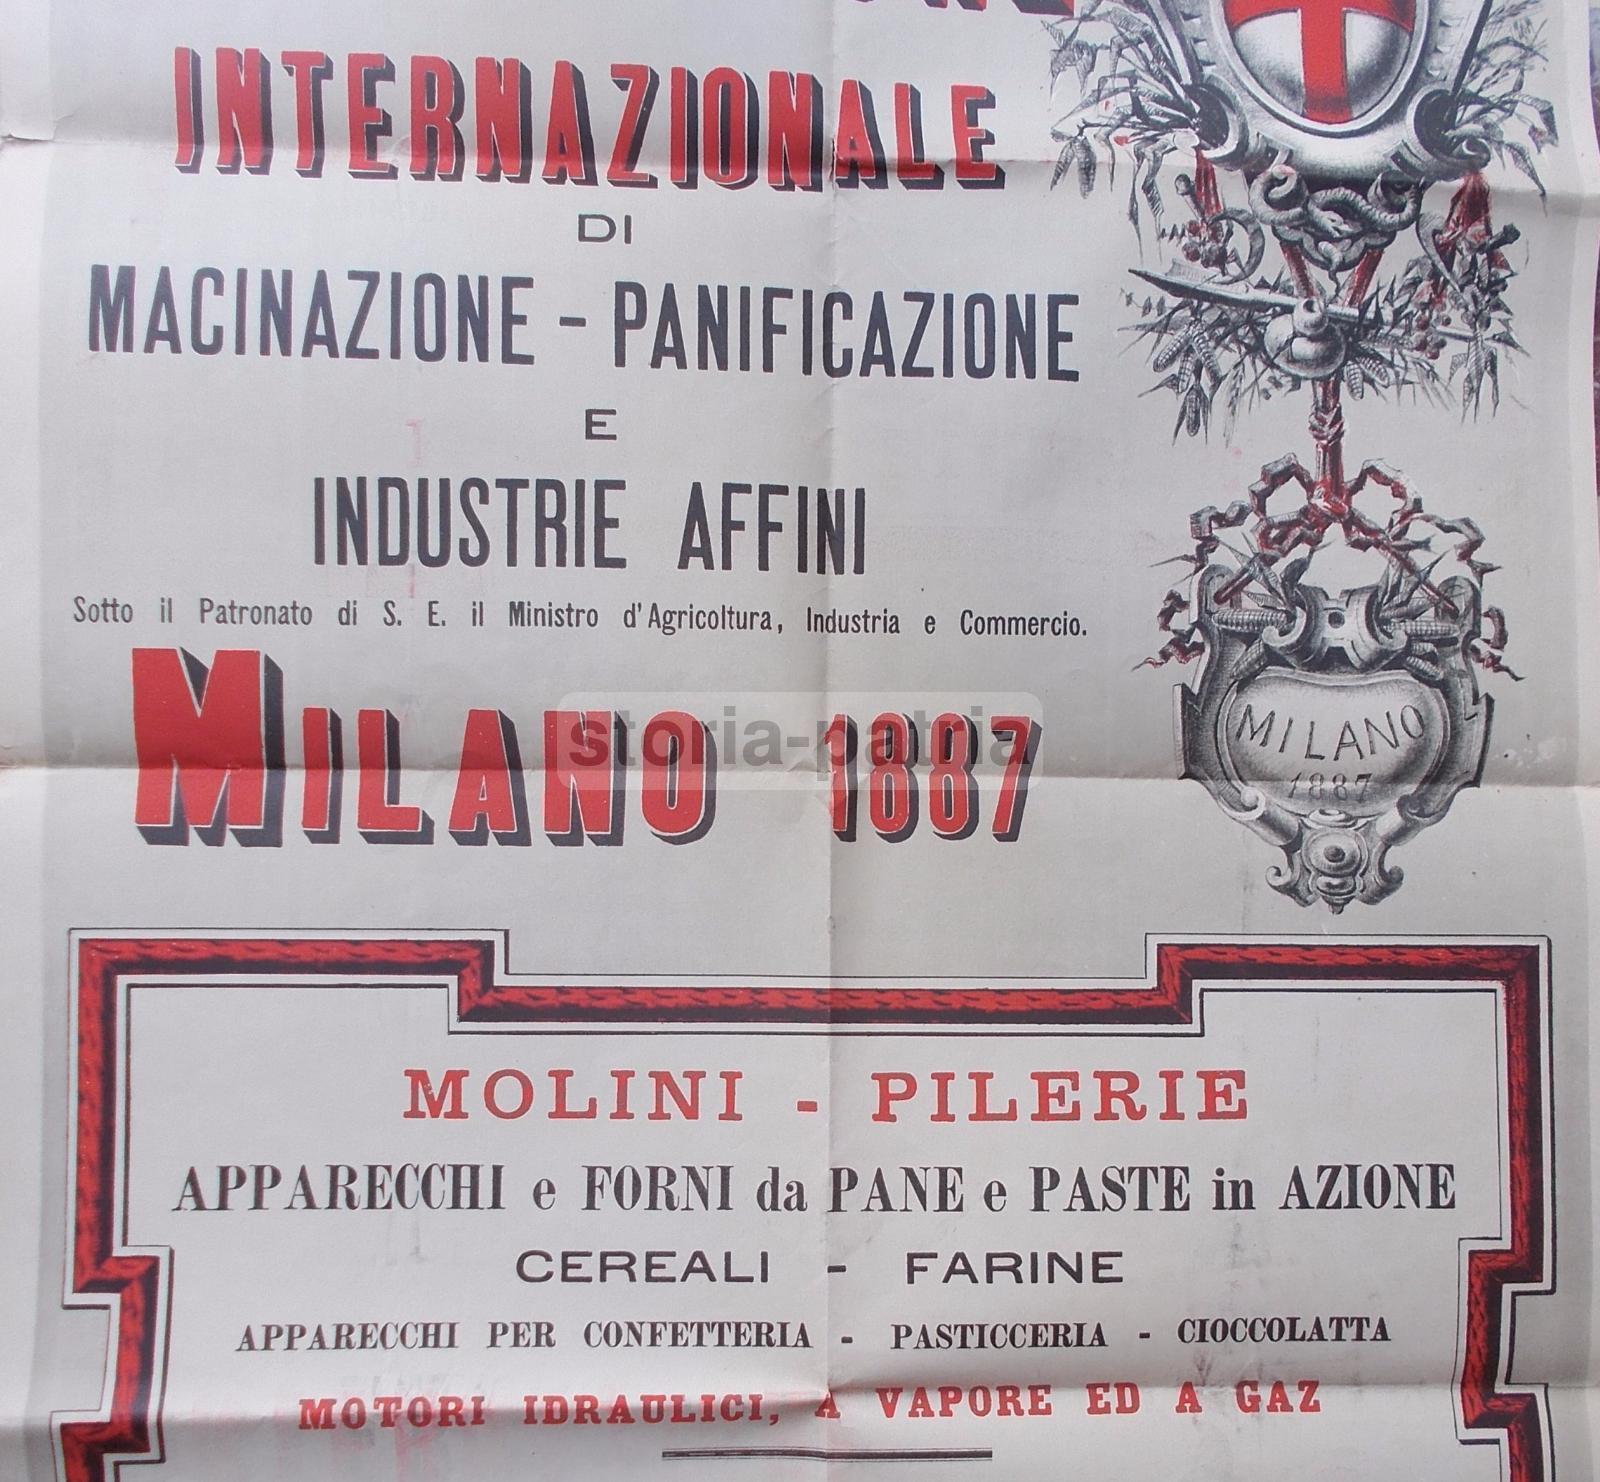 INTERNAZIONALE
DI
MACINAZIONE - PANIFICAZIONE
E
INDUSTRIE AFFINI
Sotto il Patronato di S. E. il Ministro d'Agricoltura, Industria e Commercio.
MILANO 1887
storia-patria
MILANO
1887
MOLINI - PILERIE
APPARECCHI e FORNI da PANE e PASTE in AZIONE
CEREALI - FARINE
APPARECCHI PER CONFETTERIA - PASTICCERIA - CIOCCOLATTA
MOTORI IDRAULICI, A VAPORE ED A GAZ